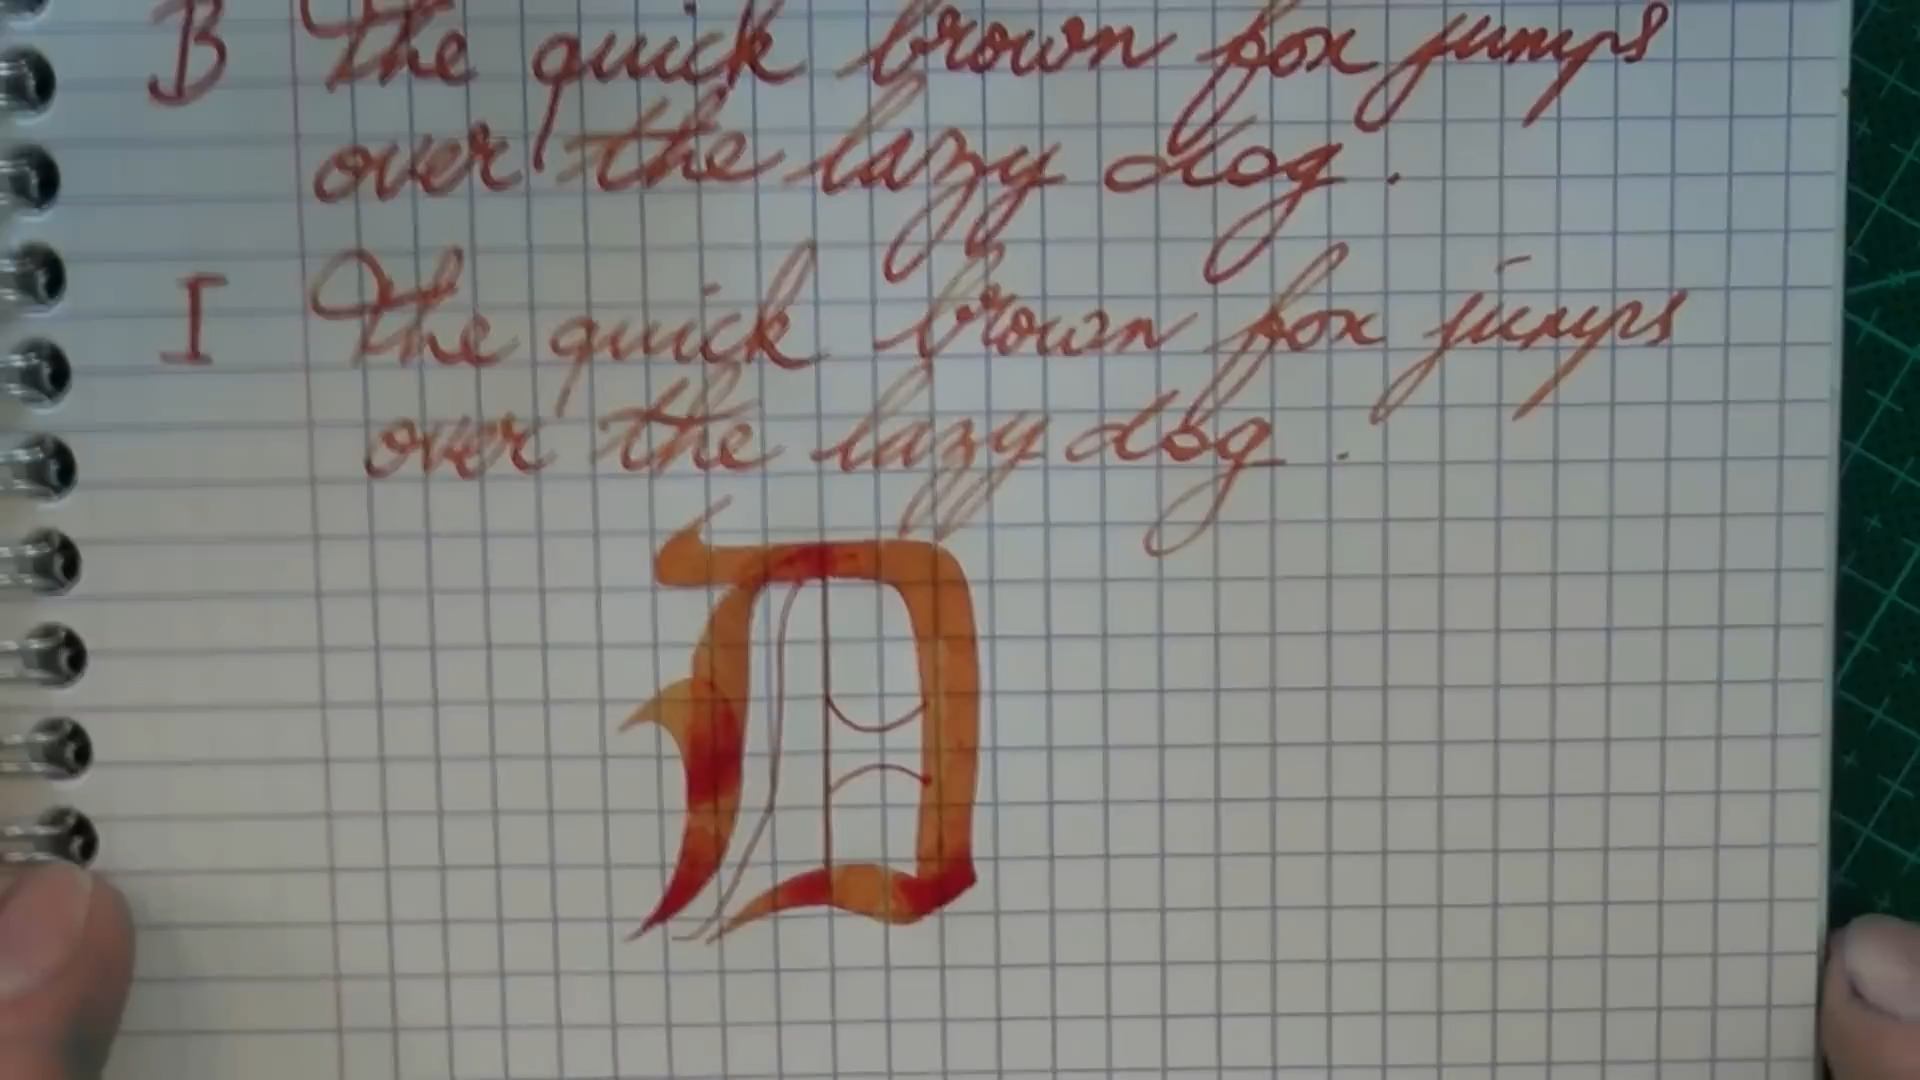 B The quick brown fox jumps
over the lazy dog.
I The quick brown fox jumps
over the lazy dog.
D